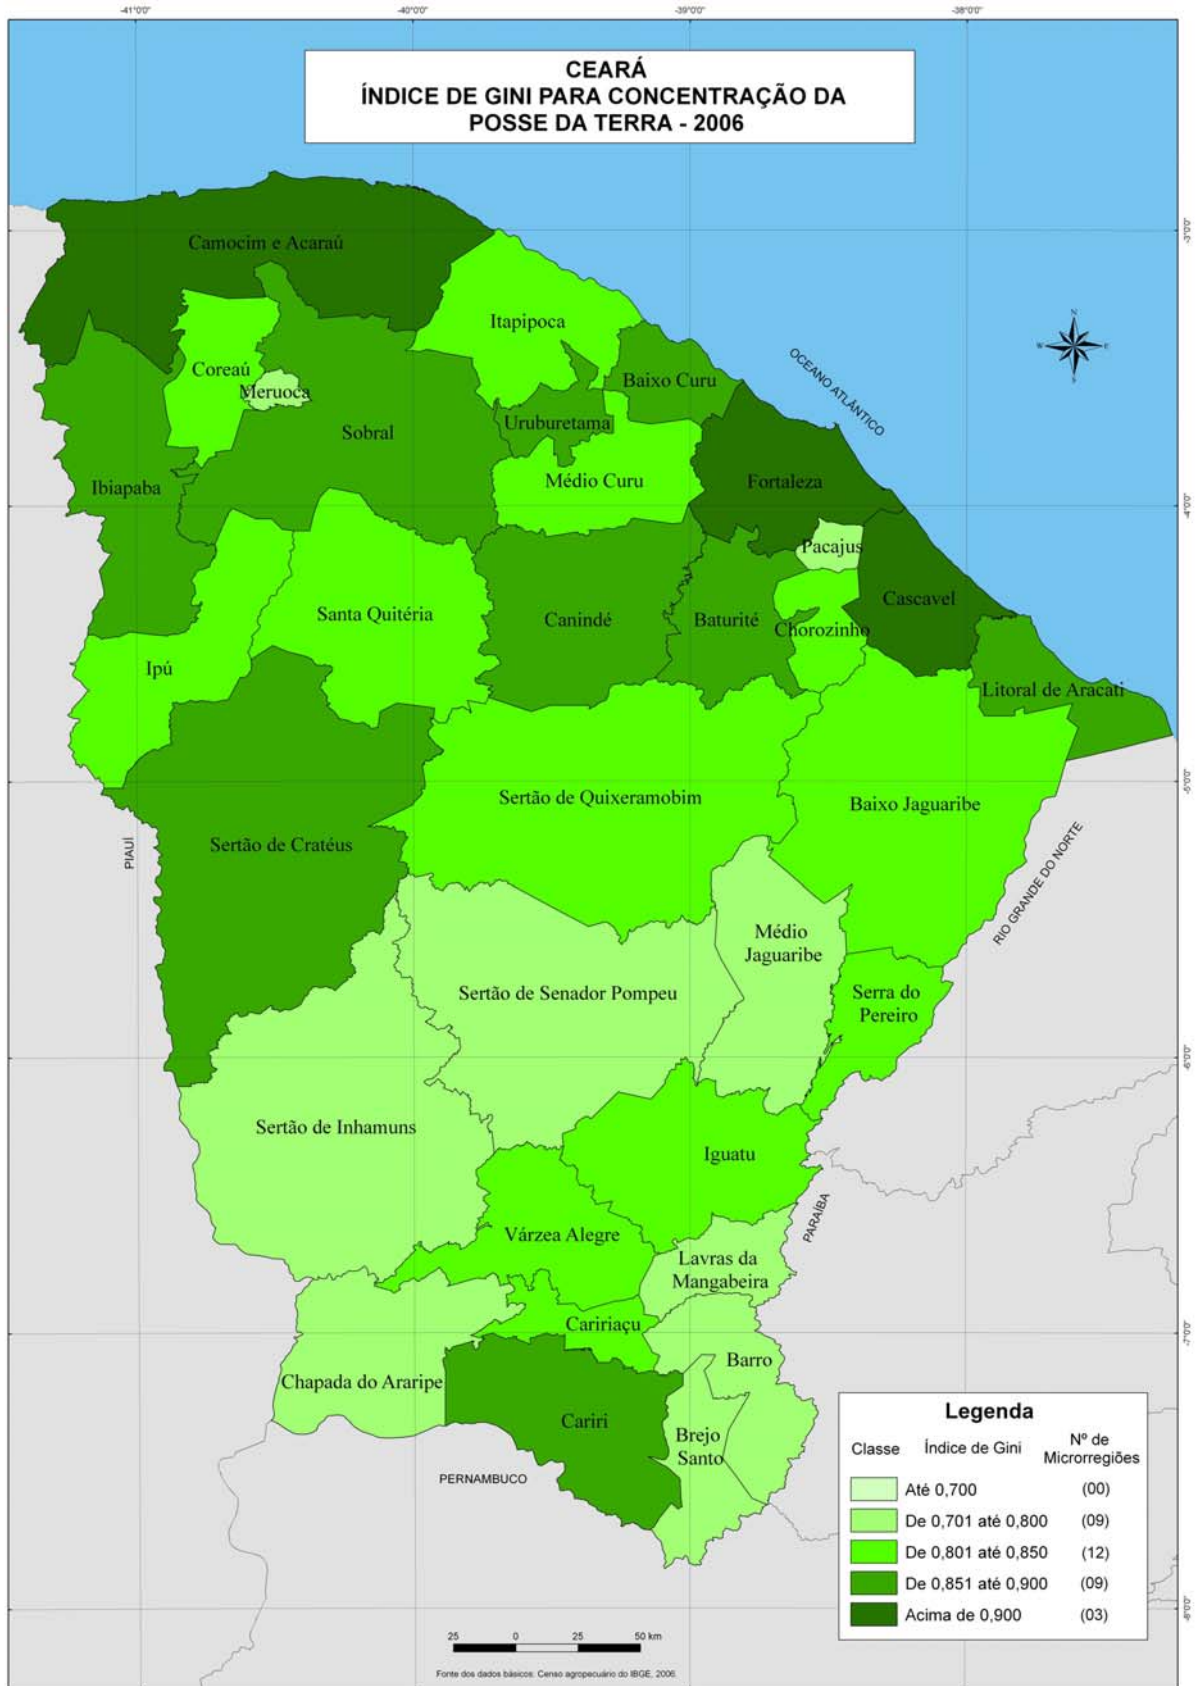 -41°0'0"
-40°0'0"
-39°0'0"
-38°0'0"
CEARÁ
ÍNDICE DE GINI PARA CONCENTRAÇÃO DA
POSSE DA TERRA - 2006
-3°0'0"
Camocim e Acaraú
N
W
E
S
Itapipoca
OCEANO ATLÂNTICO
Coreaú
Meruoca
Baixo Curu
Uruburetama
Sobral
Ibiapaba
Médio Curu
Fortaleza
-4°0'0"
Pacajus
Cascavel
Santa Quitéria
Canindé
Baturité
Chorozinho
Ipú
Litoral de Aracati
-5°0'0"
Sertão de Quixeramobim
Baixo Jaguaribe
PIAUÍ
Sertão de Cratéus
RIO GRANDE DO NORTE
Médio
Jaguaribe
Sertão de Senador Pompeu
Serra do
Pereiro
-6°0'0"
Sertão de Inhamuns
Iguatu
PARAÍBA
Várzea Alegre
Lavras da
Mangabeira
Caririaçu
-7°0'0"
Barro
Chapada do Araripe
Cariri
Brejo
Santo
PERNAMBUCO
Legenda
Classe Índice de Gini Nº de
Microrregiões
Até 0,700 (00)
De 0,701 até 0,800 (09)
De 0,801 até 0,850 (12)
De 0,851 até 0,900 (09)
Acima de 0,900 (03)
-8°0'0"
25 0 25 50 km
Fonte dos dados básicos: Censo agropecuário do IBGE, 2006.